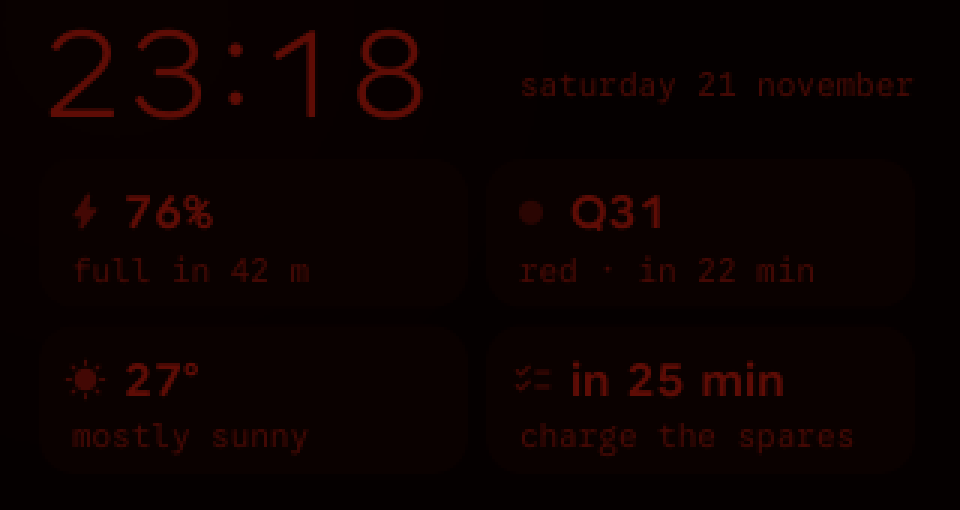 23:18
saturday 21 november
76%
full in 42 m
Q31
red · in 22 min
27°
mostly sunny
in 25 min
charge the spares